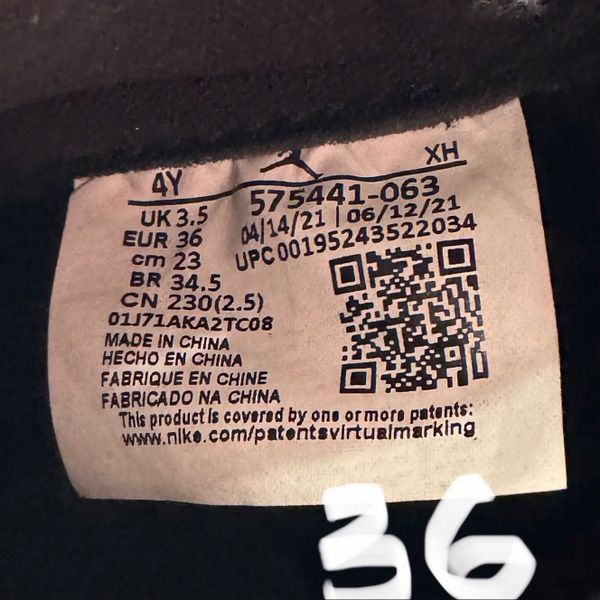 4Y XH
575441-063
UK 3.5 04/14/21 | 06/12/21
EUR 36 UPC00195243522034
cm 23
BR 34.5
CN 230(2.5)
01J71AKA2TC08
MADE IN CHINA
HECHO EN CHINA
FABRIQUE EN CHINE
FABRICADO NA CHINA
This product is covered by one or more patents:
www.nike.com/patentsvirtualmarking
36